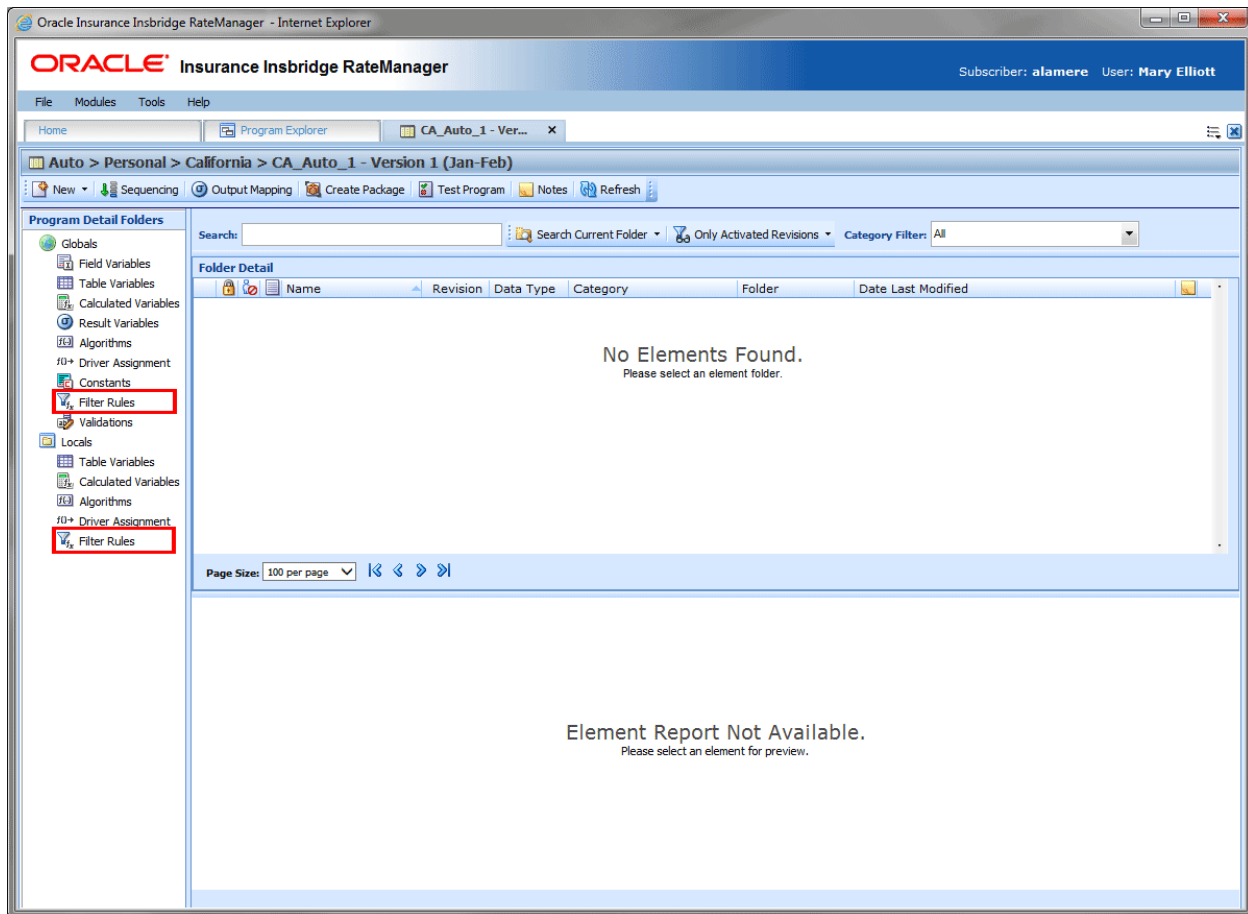 Oracle Insurance Insbridge RateManager - Internet Explorer
ORACLE Insurance Insbridge RateManager
Subscriber: alamere User: Mary Elliott
File Modules Tools Help
Home Program Explorer CA_Auto_1 - Ver... X
Auto > Personal > California > CA_Auto_1 - Version 1 (Jan-Feb)
New Sequencing Output Mapping Create Package Test Program Notes Refresh
Program Detail Folders
Globals
Field Variables
Table Variables
Calculated Variables
Result Variables
Algorithms
Driver Assignment
Constants
Filter Rules
Validations
Locals
Table Variables
Calculated Variables
Algorithms
Driver Assignment
Filter Rules
Search: Search Current Folder Only Activated Revisions Category Filter: All
Folder Detail
Name Revision Data Type Category Folder Date Last Modified
No Elements Found.
Please select an element folder.
Page Size: 100 per page
Element Report Not Available.
Please select an element for preview.